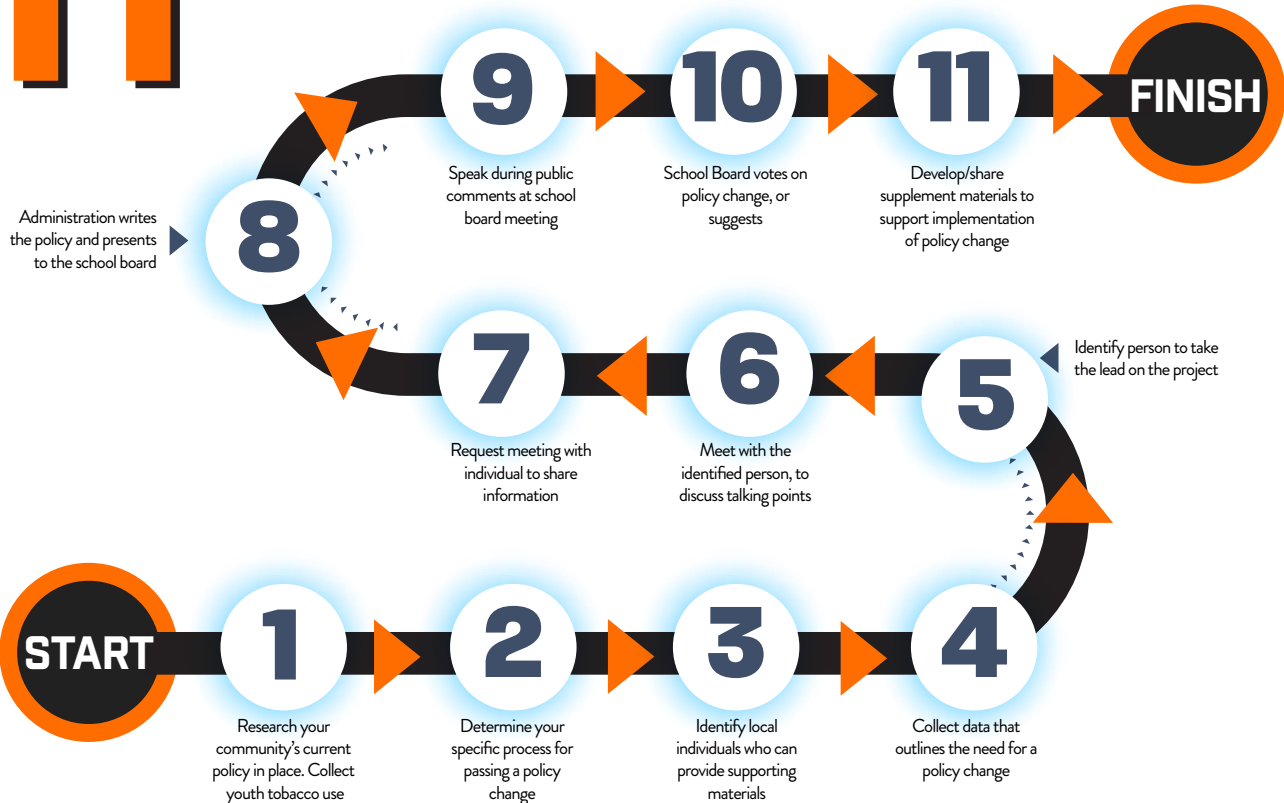 START
1
Research your
community's current
policy in place. Collect
youth tobacco use
2
Determine your
specific process for
passing a policy
change
3
Identify local
individuals who can
provide supporting
materials
4
Collect data that
outlines the need for a
policy change
5
Identify person to take
the lead on the project
6
Meet with the
identified person, to
discuss talking points
7
Request meeting with
individual to share
information
8
Administration writes
the policy and presents
to the school board
9
Speak during public
comments at school
board meeting
10
School Board votes on
policy change, or
suggests
11
Develop/share
supplement materials to
support implementation
of policy change
FINISH